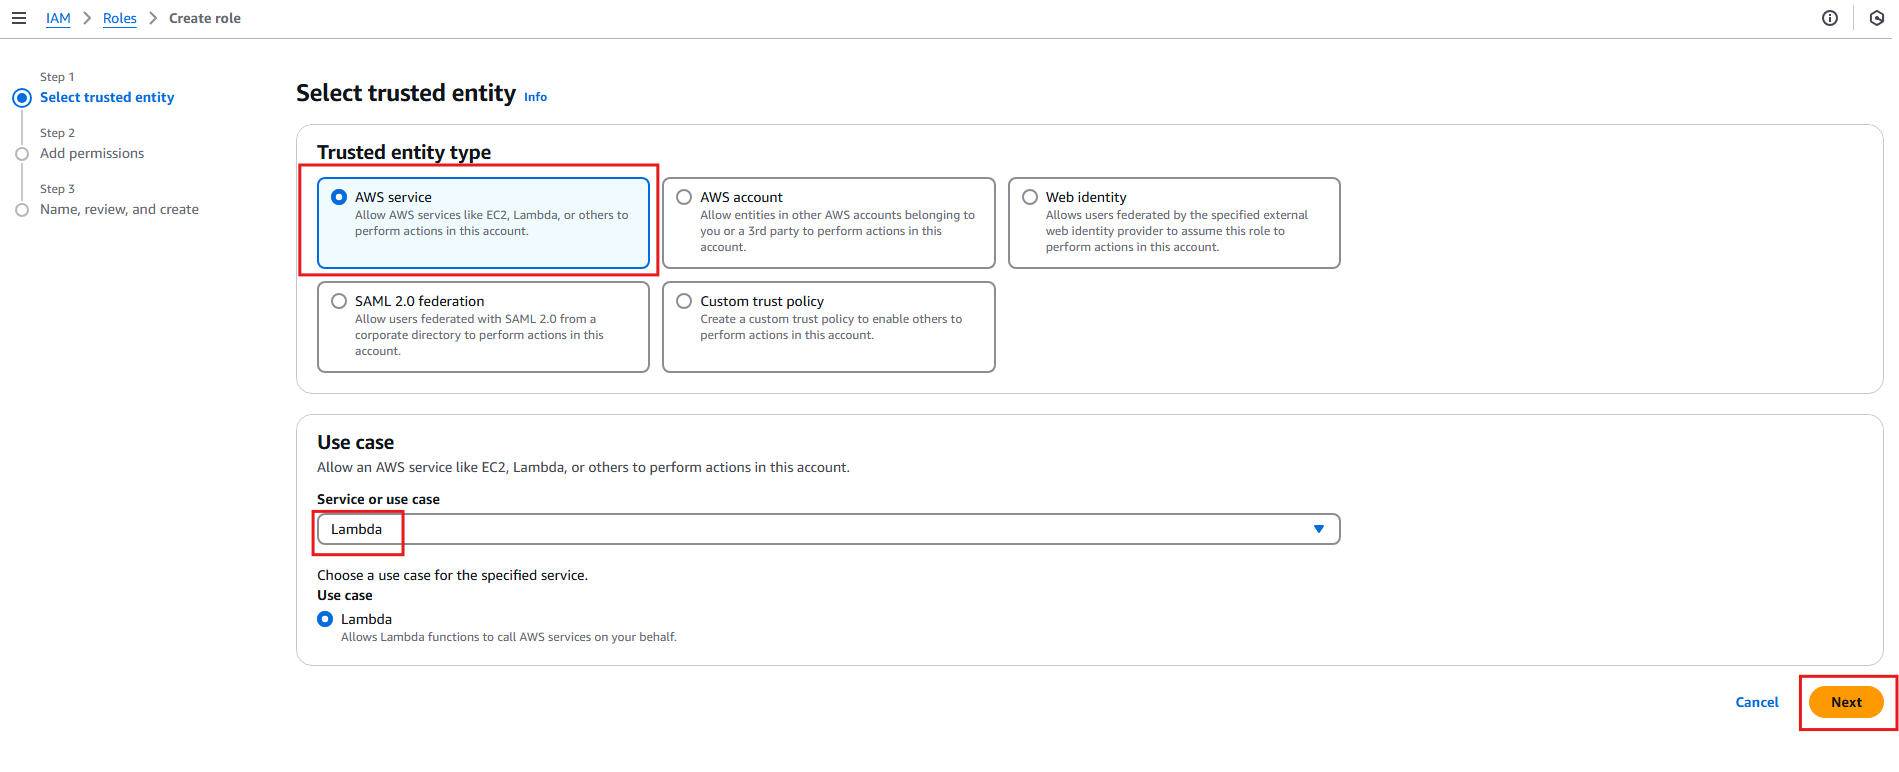 IAM > Roles > Create role
Step 1
Select trusted entity
Step 2
Add permissions
Step 3
Name, review, and create
Select trusted entity Info
Trusted entity type
AWS service
Allow AWS services like EC2, Lambda, or others to
perform actions in this account.
AWS account
Allow entities in other AWS accounts belonging to
you or a 3rd party to perform actions in this
account.
Web identity
Allows users federated by the specified external
web identity provider to assume this role to
perform actions in this account.
SAML 2.0 federation
Allow users federated with SAML 2.0 from a
corporate directory to perform actions in this
account.
Custom trust policy
Create a custom trust policy to enable others to
perform actions in this account.
Use case
Allow an AWS service like EC2, Lambda, or others to perform actions in this account.
Service or use case
Lambda
Choose a use case for the specified service.
Use case
Lambda
Allows Lambda functions to call AWS services on your behalf.
Cancel
Next